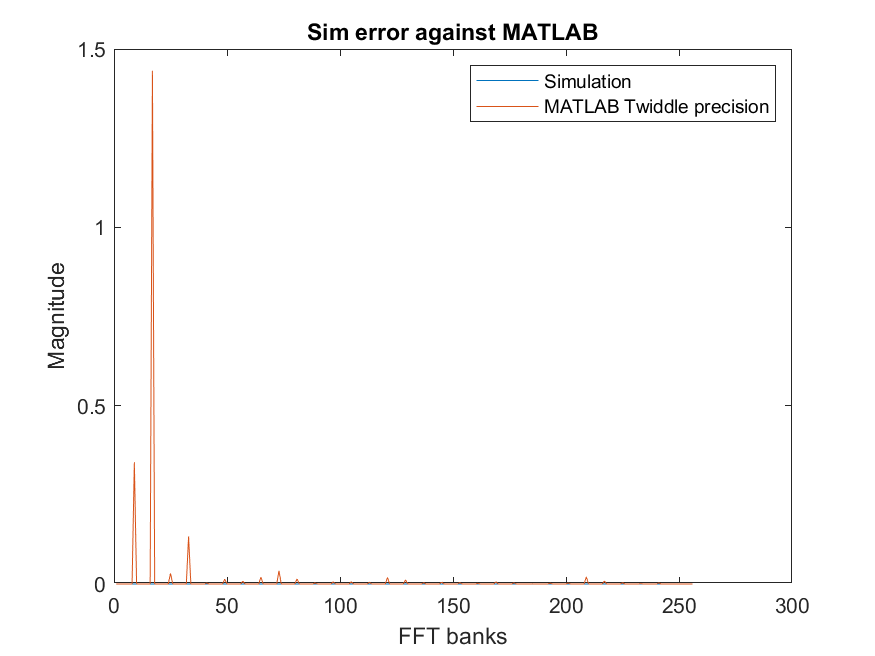 Sim error against MATLAB
1.5
Simulation
MATLAB Twiddle precision
1
Magnitude
0.5
0
0 50 100 150 200 250 300
FFT banks